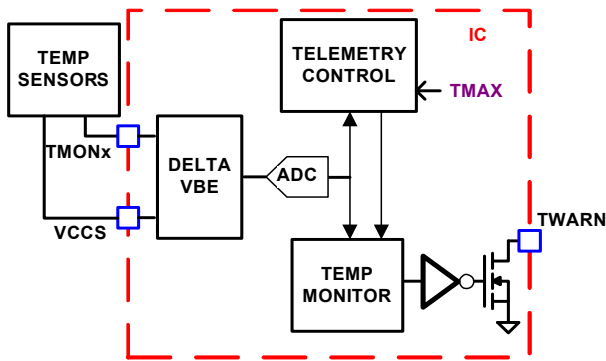 IC
TEMP
SENSORS
TELEMETRY
CONTROL
TMAX
TMONx
DELTA
VBE
ADC
VCCS
TWARN
TEMP
MONITOR